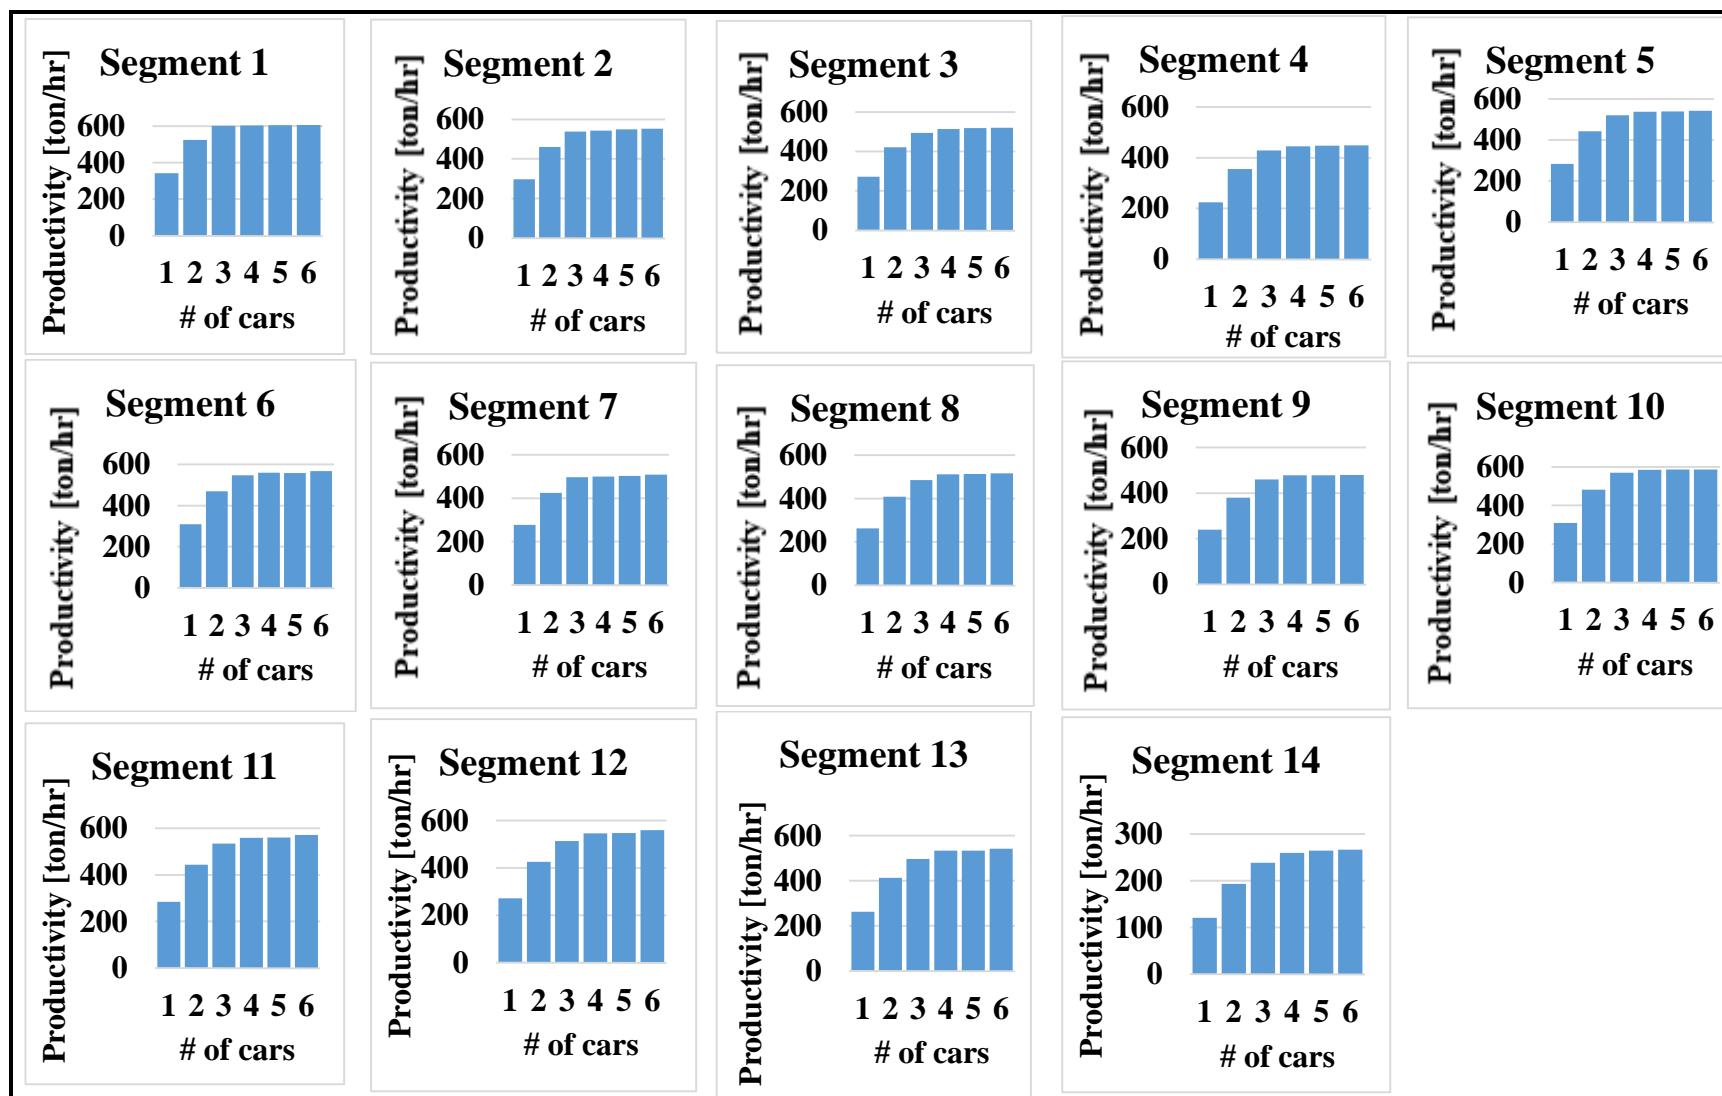 Segment 1
Productivity [ton/hr]
600
400
200
0
1 2 3 4 5 6
# of cars
Segment 2
Productivity [ton/hr]
600
400
200
0
1 2 3 4 5 6
# of cars
Segment 3
Productivity [ton/hr]
600
400
200
0
1 2 3 4 5 6
# of cars
Segment 4
Productivity [ton/hr]
600
400
200
0
1 2 3 4 5 6
# of cars
Segment 5
Productivity [ton/hr]
600
400
200
0
1 2 3 4 5 6
# of cars
Segment 6
Productivity [ton/hr]
600
400
200
0
1 2 3 4 5 6
# of cars
Segment 7
Productivity [ton/hr]
600
400
200
0
1 2 3 4 5 6
# of cars
Segment 8
Productivity [ton/hr]
600
400
200
0
1 2 3 4 5 6
# of cars
Segment 9
Productivity [ton/hr]
600
400
200
0
1 2 3 4 5 6
# of cars
Segment 10
Productivity [ton/hr]
600
400
200
0
1 2 3 4 5 6
# of cars
Segment 11
Productivity [ton/hr]
600
400
200
0
1 2 3 4 5 6
# of cars
Segment 12
Productivity [ton/hr]
600
400
200
0
1 2 3 4 5 6
# of cars
Segment 13
Productivity [ton/hr]
600
400
200
0
1 2 3 4 5 6
# of cars
Segment 14
Productivity [ton/hr]
300
200
100
0
1 2 3 4 5 6
# of cars